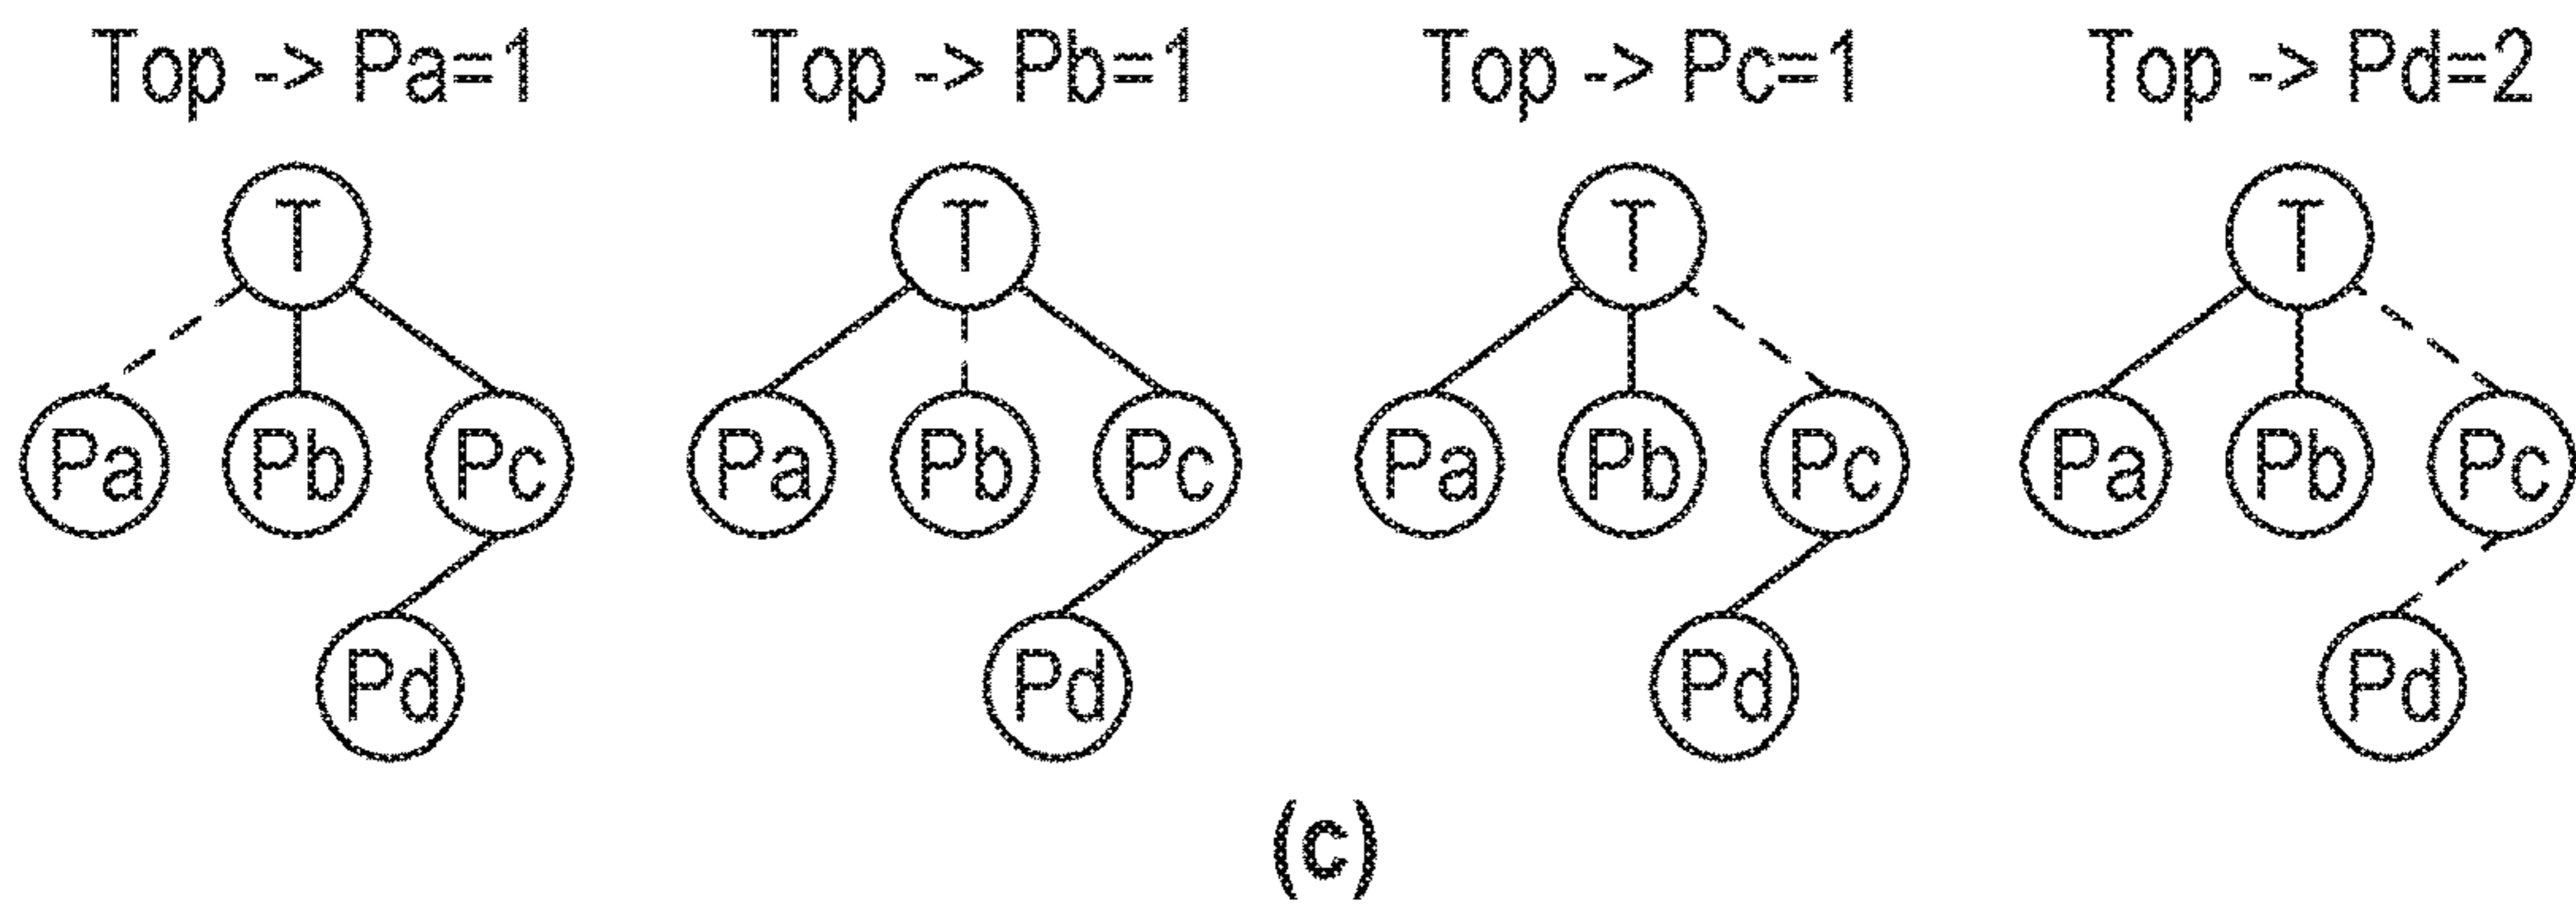 Top -> Pa=1
Top -> Pb=1
Top -> Pc=1
Top -> Pd=2
T
T
T
T
Pa
Pb
Pc
Pa
Pb
Pc
Pa
Pb
Pc
Pa
Pb
Pc
Pd
Pd
Pd
Pd
(c)